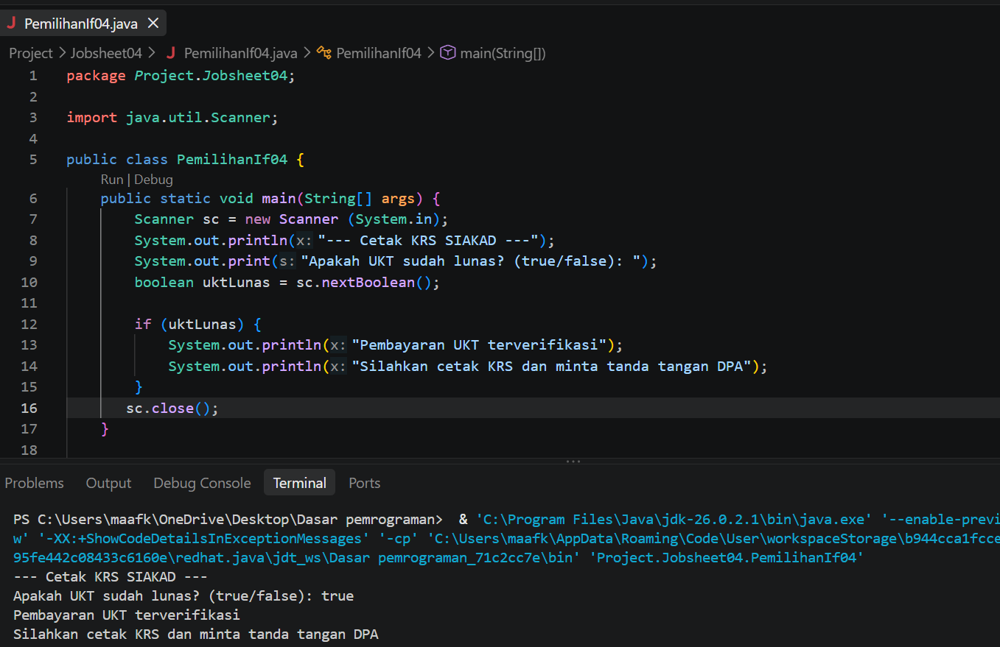 PemilihanIf04.java
Project > Jobsheet04 > PemilihanIf04.java > PemilihanIf04 > main(String[])
1 package Project.Jobsheet04;
2
3 import java.util.Scanner;
4
5 public class PemilihanIf04 {
Run | Debug
6 public static void main(String[] args) {
7 Scanner sc = new Scanner (System.in);
8 System.out.println(x: "--- Cetak KRS SIAKAD ---");
9 System.out.print(s: "Apakah UKT sudah lunas? (true/false): ");
10 boolean uktLunas = sc.nextBoolean();
11
12 if (uktLunas) {
13 System.out.println(x: "Pembayaran UKT terverifikasi");
14 System.out.println(x: "Silahkan cetak KRS dan minta tanda tangan DPA");
15 }
16 sc.close();
17 }
18
Problems Output Debug Console Terminal Ports
PS C:\Users\maafk\OneDrive\Desktop\Dasar pemrograman> & 'C:\Program Files\Java\jdk-26.0.2.1\bin\java.exe' '--enable-previ
w' '-XX:+ShowCodeDetailsInExceptionMessages' '-cp' 'C:\Users\maafk\AppData\Roaming\Code\User\workspaceStorage\b944cca1fcce
95fe442c08433c6160e\redhat.java\jdt_ws\Dasar pemrograman_71c2cc7e\bin' 'Project.Jobsheet04.PemilihanIf04'
--- Cetak KRS SIAKAD ---
Apakah UKT sudah lunas? (true/false): true
Pembayaran UKT terverifikasi
Silahkan cetak KRS dan minta tanda tangan DPA